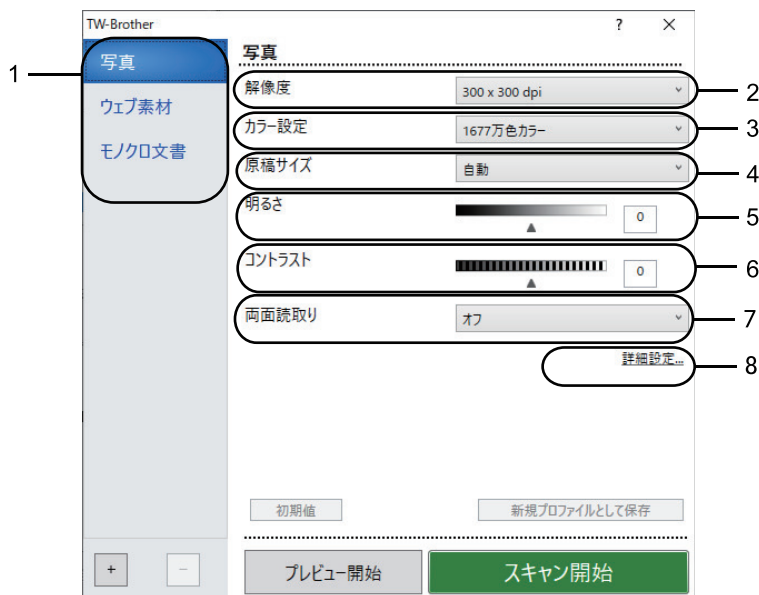 TW-Brother ? ×
写真
ウェブ素材
モノクロ文書
写真
解像度 300 x 300 dpi
カラー設定 1677万色カラー
原稿サイズ 自動
明るさ 0
コントラスト 0
両面読取り オフ
詳細設定...
初期値 新規プロファイルとして保存
+ − プレビュー開始 スキャン開始
1
2
3
4
5
6
7
8